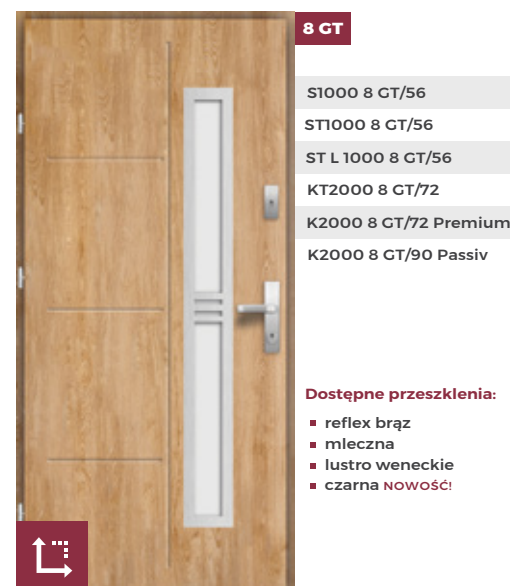 8 GT
S1000 8 GT/56
ST1000 8 GT/56
ST L 1000 8 GT/56
KT2000 8 GT/72
K2000 8 GT/72 Premium
K2000 8 GT/90 Passiv
Dostępne przeszklenia:
reflex brąz
mleczna
lustro weneckie
czarna NOWOŚĆ!